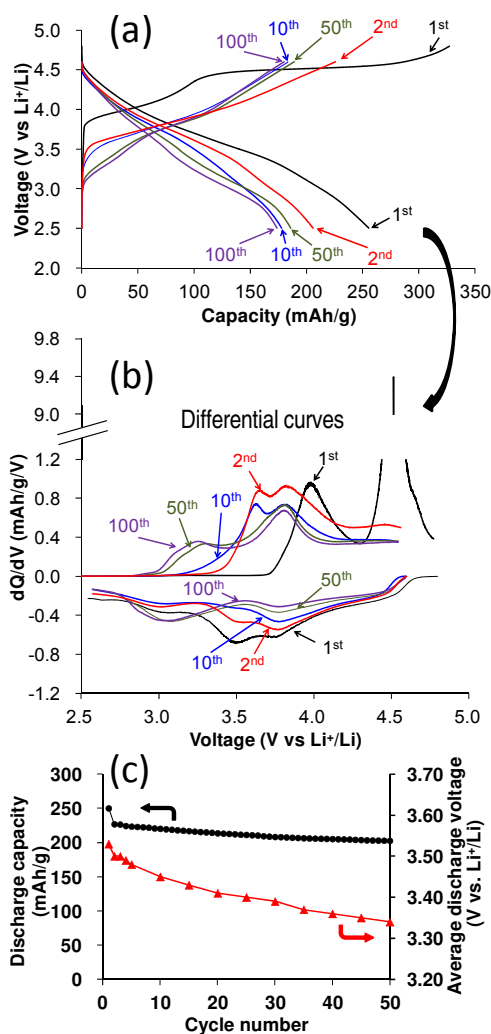 (a)
5.0
4.5
4.0
3.5
3.0
2.5
2.0
Voltage (V vs Li⁺/Li)
100th
10th
50th
2nd
1st
100th
10th
50th
2nd
1st
0 50 100 150 200 250 300 350
Capacity (mAh/g)
(b)
Differential curves
9.8
9.4
9.0
1.2
0.8
0.4
0.0
-0.4
-0.8
-1.2
dQ/dV (mAh/g/V)
100th
50th
10th
2nd
1st
100th
50th
10th
2nd
1st
2.5 3.0 3.5 4.0 4.5 5.0
Voltage (V vs Li⁺/Li)
(c)
300
250
200
150
100
50
0
Discharge capacity
(mAh/g)
3.70
3.60
3.50
3.40
3.30
3.20
Average discharge voltage
(V vs. Li⁺/Li)
0 10 20 30 40 50
Cycle number